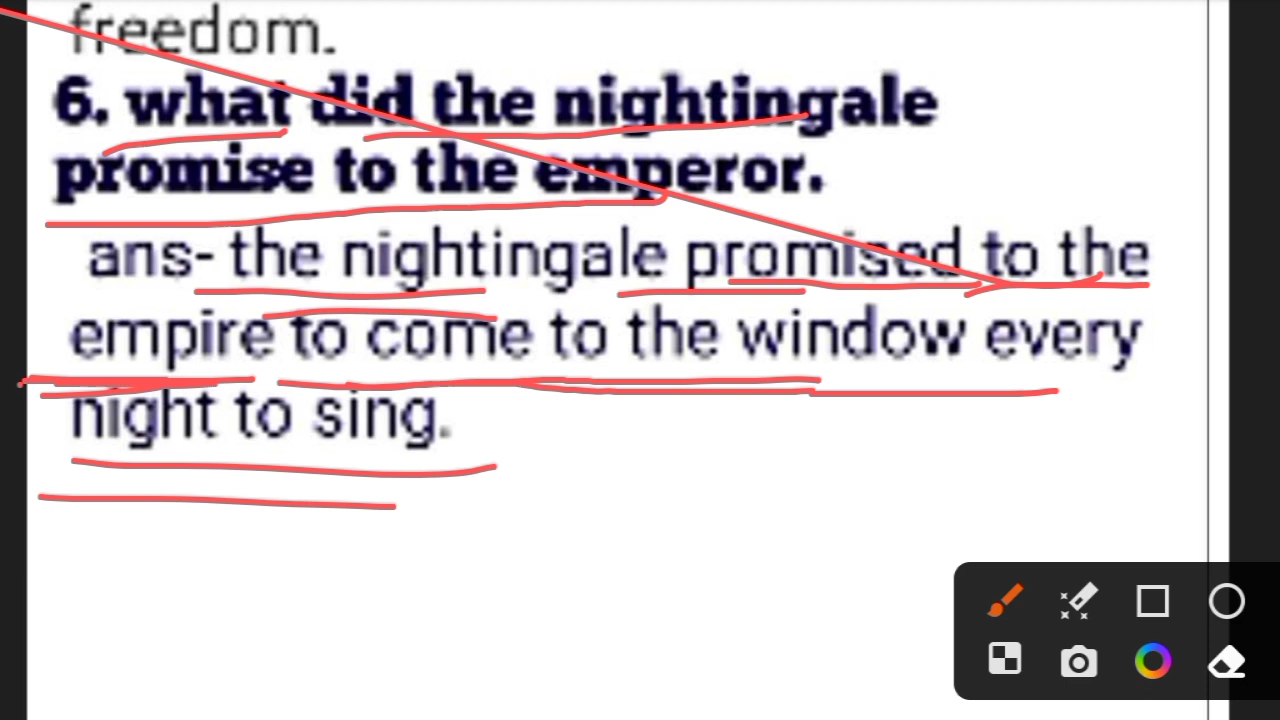 freedom.
6. what did the nightingale
promise to the emperor.
ans- the nightingale promised to the
empire to come to the window every
night to sing.